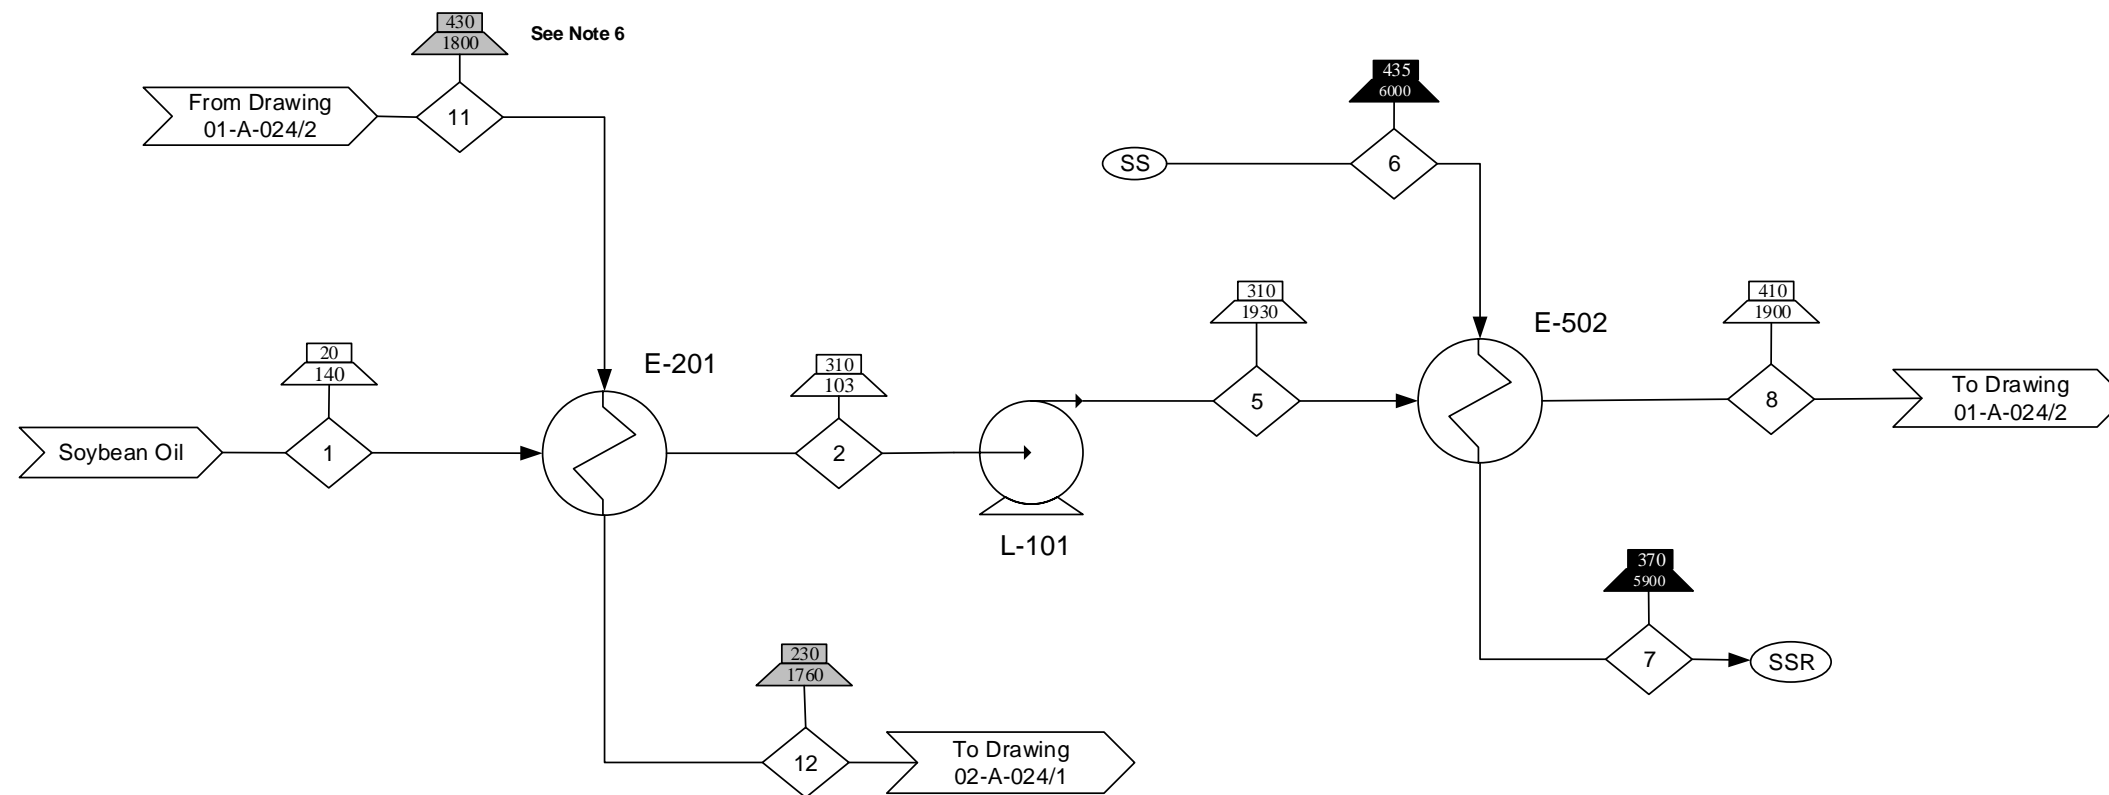 430
1800
See Note 6
From Drawing
01-A-024/2
11
435
6000
SS
6
310
1930
E-502
410
1900
20
140
E-201
310
103
5
8
To Drawing
01-A-024/2
Soybean Oil
1
2
L-101
370
5900
7
SSR
230
1760
12
To Drawing
02-A-024/1